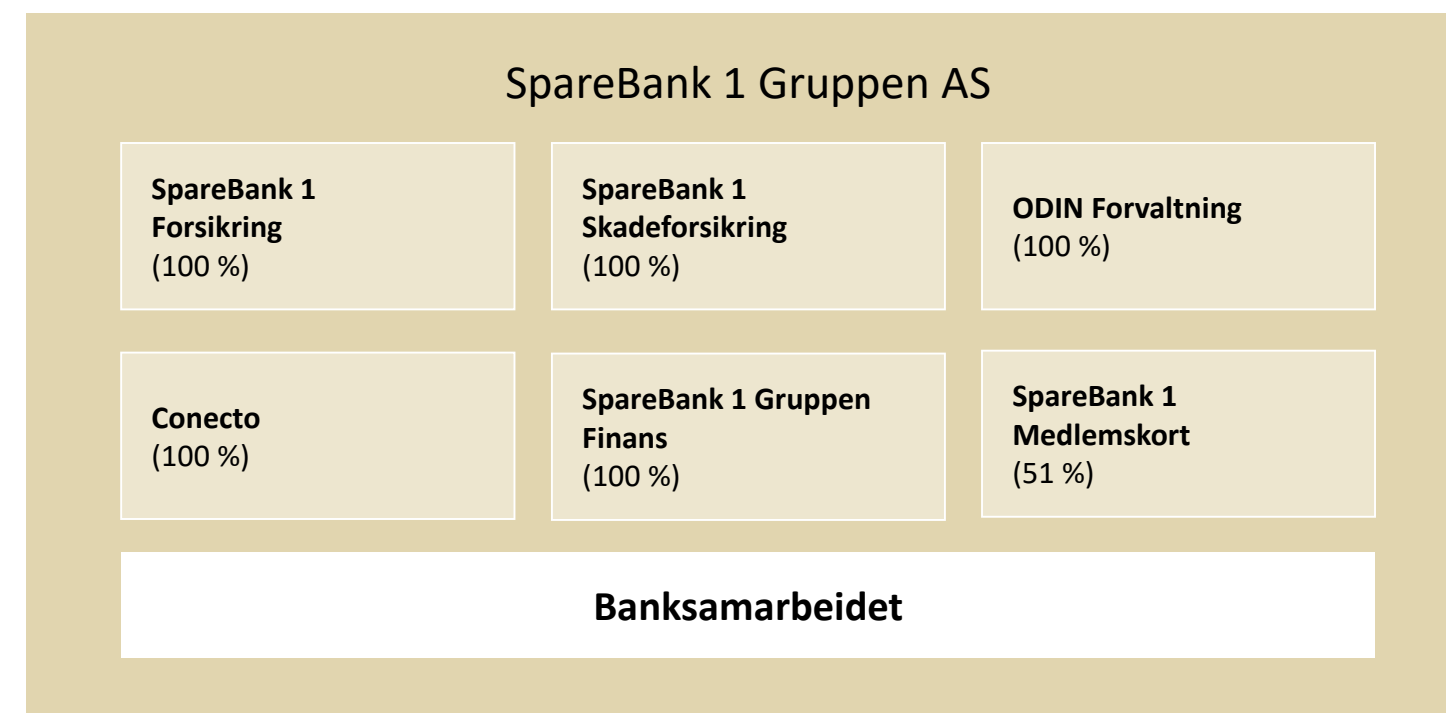 SpareBank 1 Gruppen AS
SpareBank 1
Forsikring
(100 %)
SpareBank 1
Skadeforsikring
(100 %)
ODIN Forvaltning
(100 %)
Conecto
(100 %)
SpareBank 1 Gruppen
Finans
(100 %)
SpareBank 1
Medlemskort
(51 %)
Banksamarbeidet